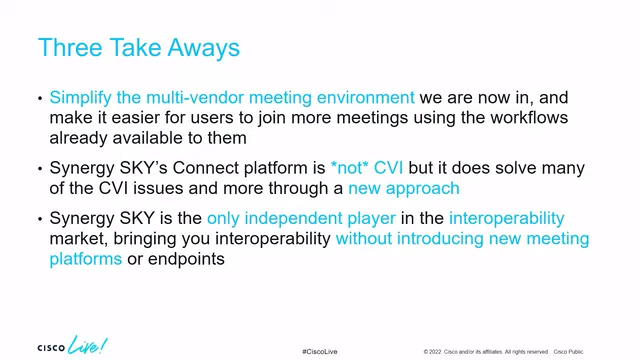 Three Take Aways
• Simplify the multi-vendor meeting environment we are now in, and
make it easier for users to join more meetings using the workflows
already available to them
• Synergy SKY's Connect platform is *not* CVI but it does solve many
of the CVI issues and more through a new approach
• Synergy SKY is the only independent player in the interoperability
market, bringing you interoperability without introducing new meeting
platforms or endpoints
CISCO Live!
#CiscoLive
© 2022 Cisco and/or its affiliates. All rights reserved. Cisco Public